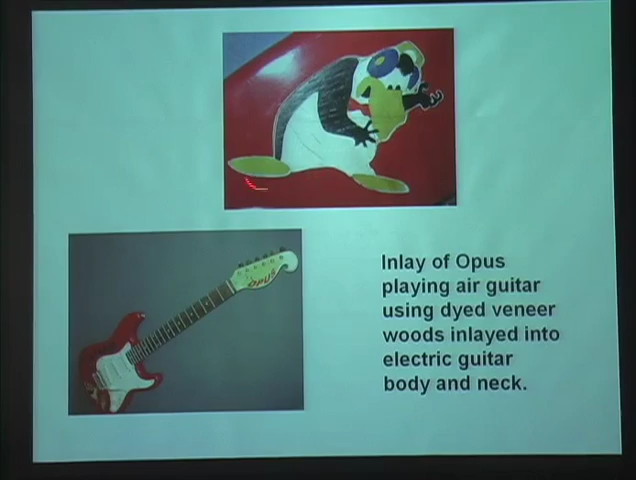 Inlay of Opus
playing air guitar
using dyed veneer
woods inlayed into
electric guitar
body and neck.